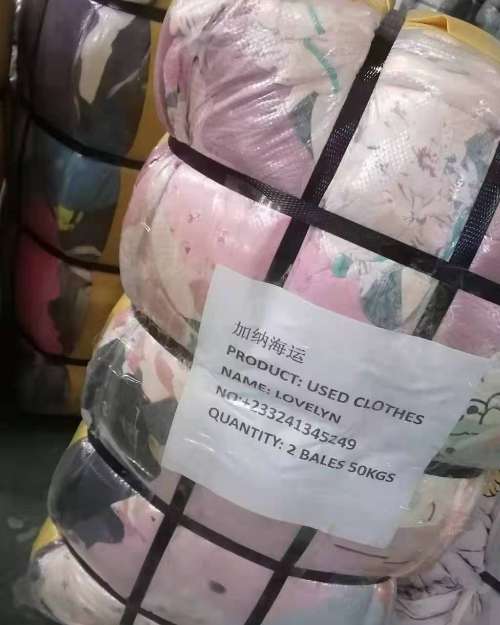 加纳海运
PRODUCT: USED CLOTHES
NAME: LOVELYN
NO:+233241345249
QUANTITY: 2 BALES 50KGS